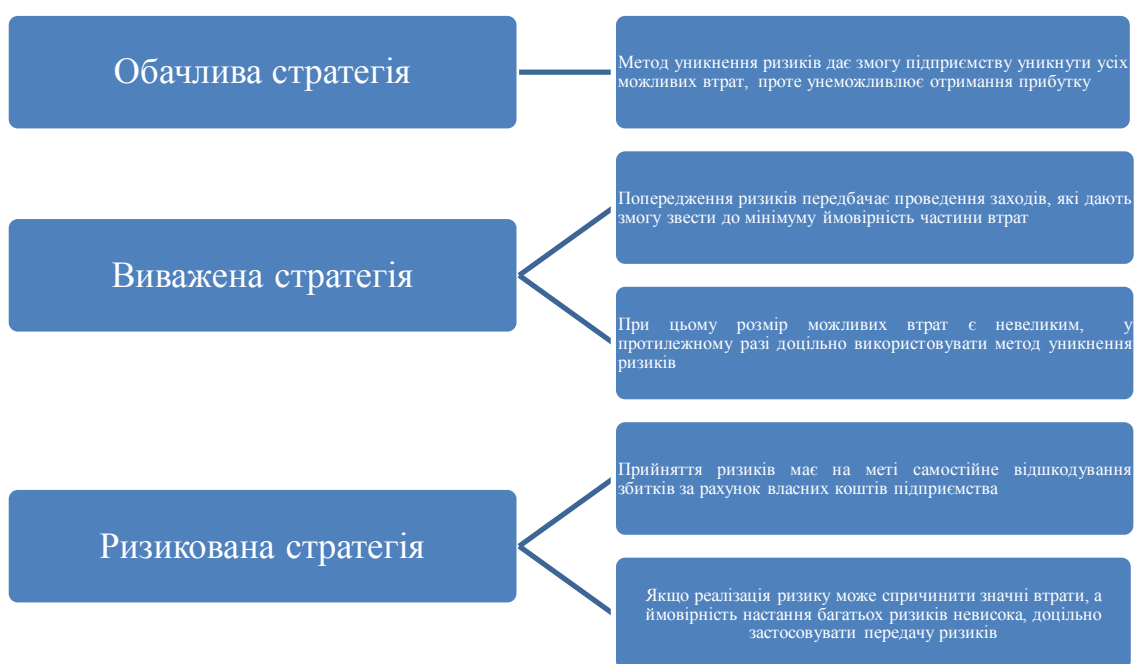 Обачлива стратегія
Метод уникнення ризиків дає змогу підприємству уникнути усіх
можливих втрат, проте унеможливлює отримання прибутку
Виважена стратегія
Попередження ризиків передбачає проведення заходів, які дають
змогу звести до мінімуму ймовірність частини втрат
При цьому розмір можливих втрат є невеликим, у
протилежному разі доцільно використовувати метод уникнення
ризиків
Ризикована стратегія
Прийняття ризиків має на меті самостійне відшкодування
збитків за рахунок власних коштів підприємства
Якщо реалізація ризику може спричинити значні втрати, а
ймовірність настання багатьох ризиків невисока, доцільно
застосовувати передачу ризиків